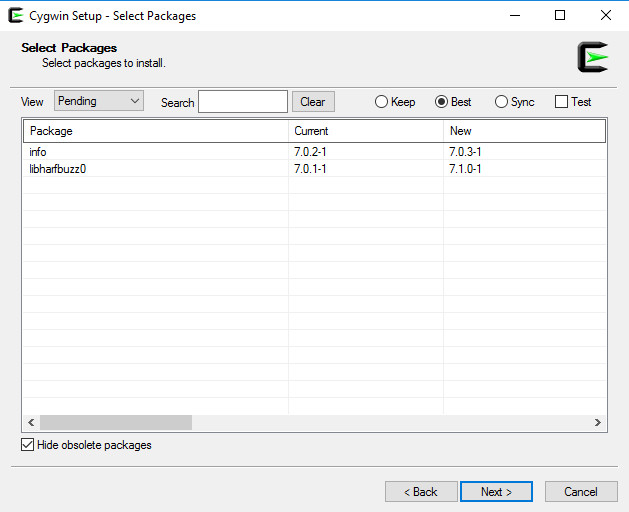 Cygwin Setup - Select Packages
Select Packages
Select packages to install.
View Pending Search Clear Keep Best Sync Test
Package Current New
info 7.0.2-1 7.0.3-1
libharfbuzz0 7.0.1-1 7.1.0-1
Hide obsolete packages
< Back Next > Cancel